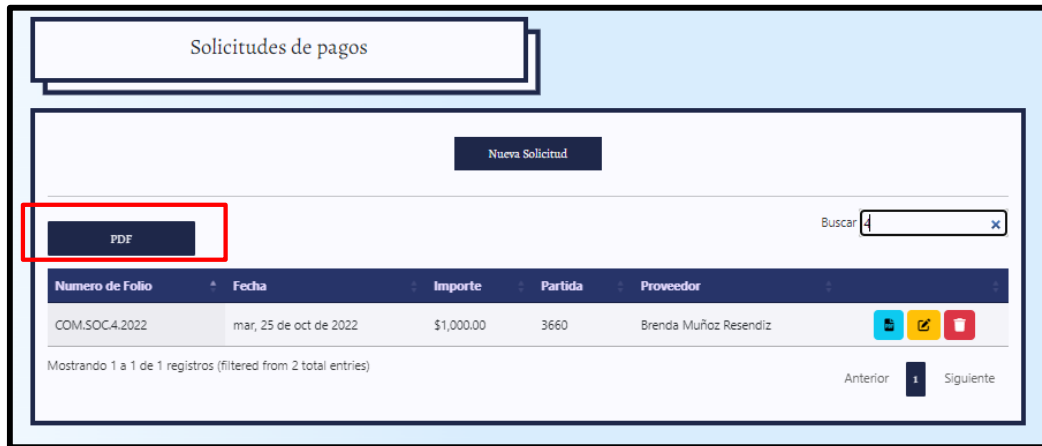 Solicitudes de pagos
Nueva Solicitud
Buscar 4
PDF
Numero de Folio Fecha Importe Partida Proveedor
COM.SOC.4.2022 mar, 25 de oct de 2022 $1,000.00 3660 Brenda Muñoz Resendiz
Mostrando 1 a 1 de 1 registros (filtered from 2 total entries)
Anterior 1 Siguiente